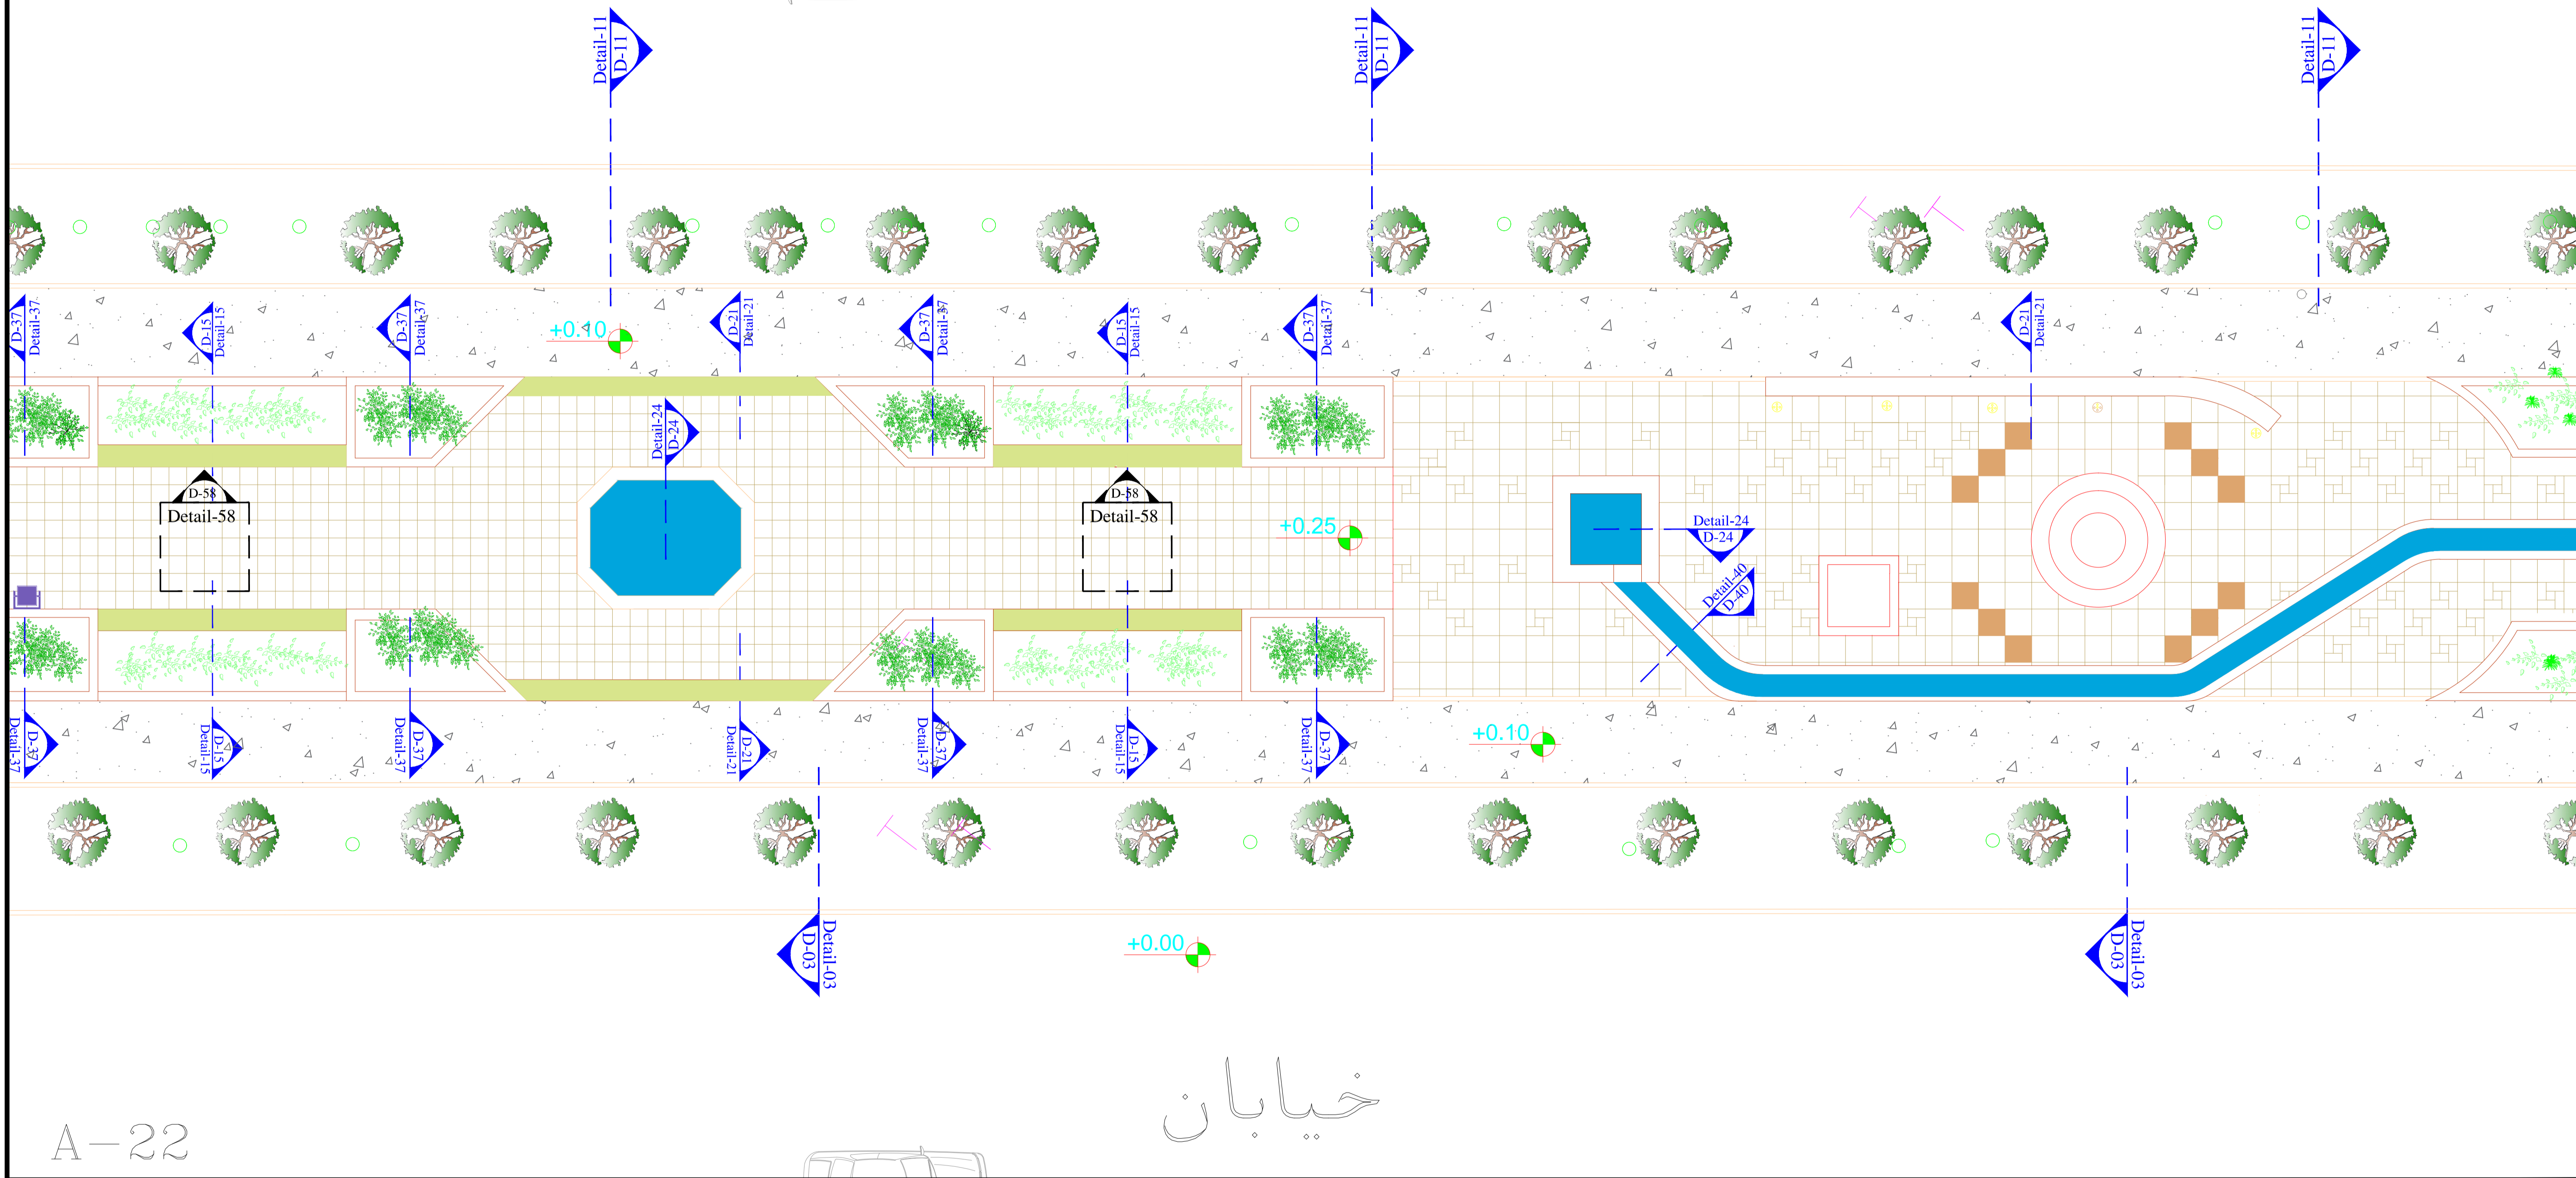 Detail-11
D-11
Detail-11
D-11
Detail-11
D-11
D-37
Detail-37
D-15
Detail-15
D-37
Detail-37
+0.10
D-21
Detail-21
D-37
Detail-37
D-15
Detail-15
D-37
Detail-37
D-21
Detail-21
Detail-24
D-24
D-58
Detail-58
D-58
Detail-58
+0.25
Detail-24
D-24
Detail-40
D-40
Detail-37
D-37
Detail-15
D-15
Detail-37
D-37
Detail-21
D-21
Detail-37
D-37
Detail-15
D-15
Detail-37
D-37
+0.10
D-03
Detail-03
+0.00
D-03
Detail-03
خیابان
A-22